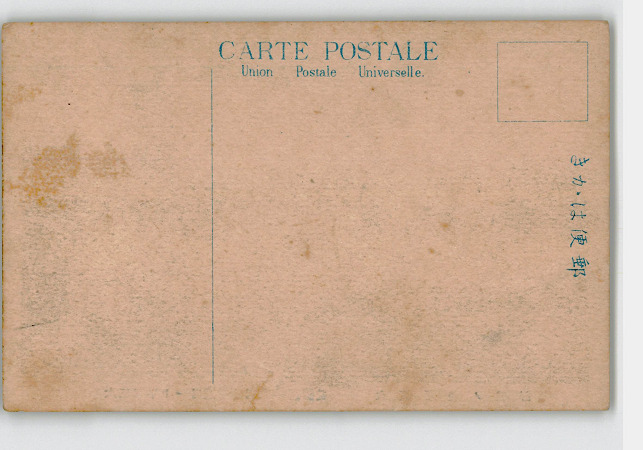 CARTE POSTALE
Union Postale Universelle.
郵便はかき